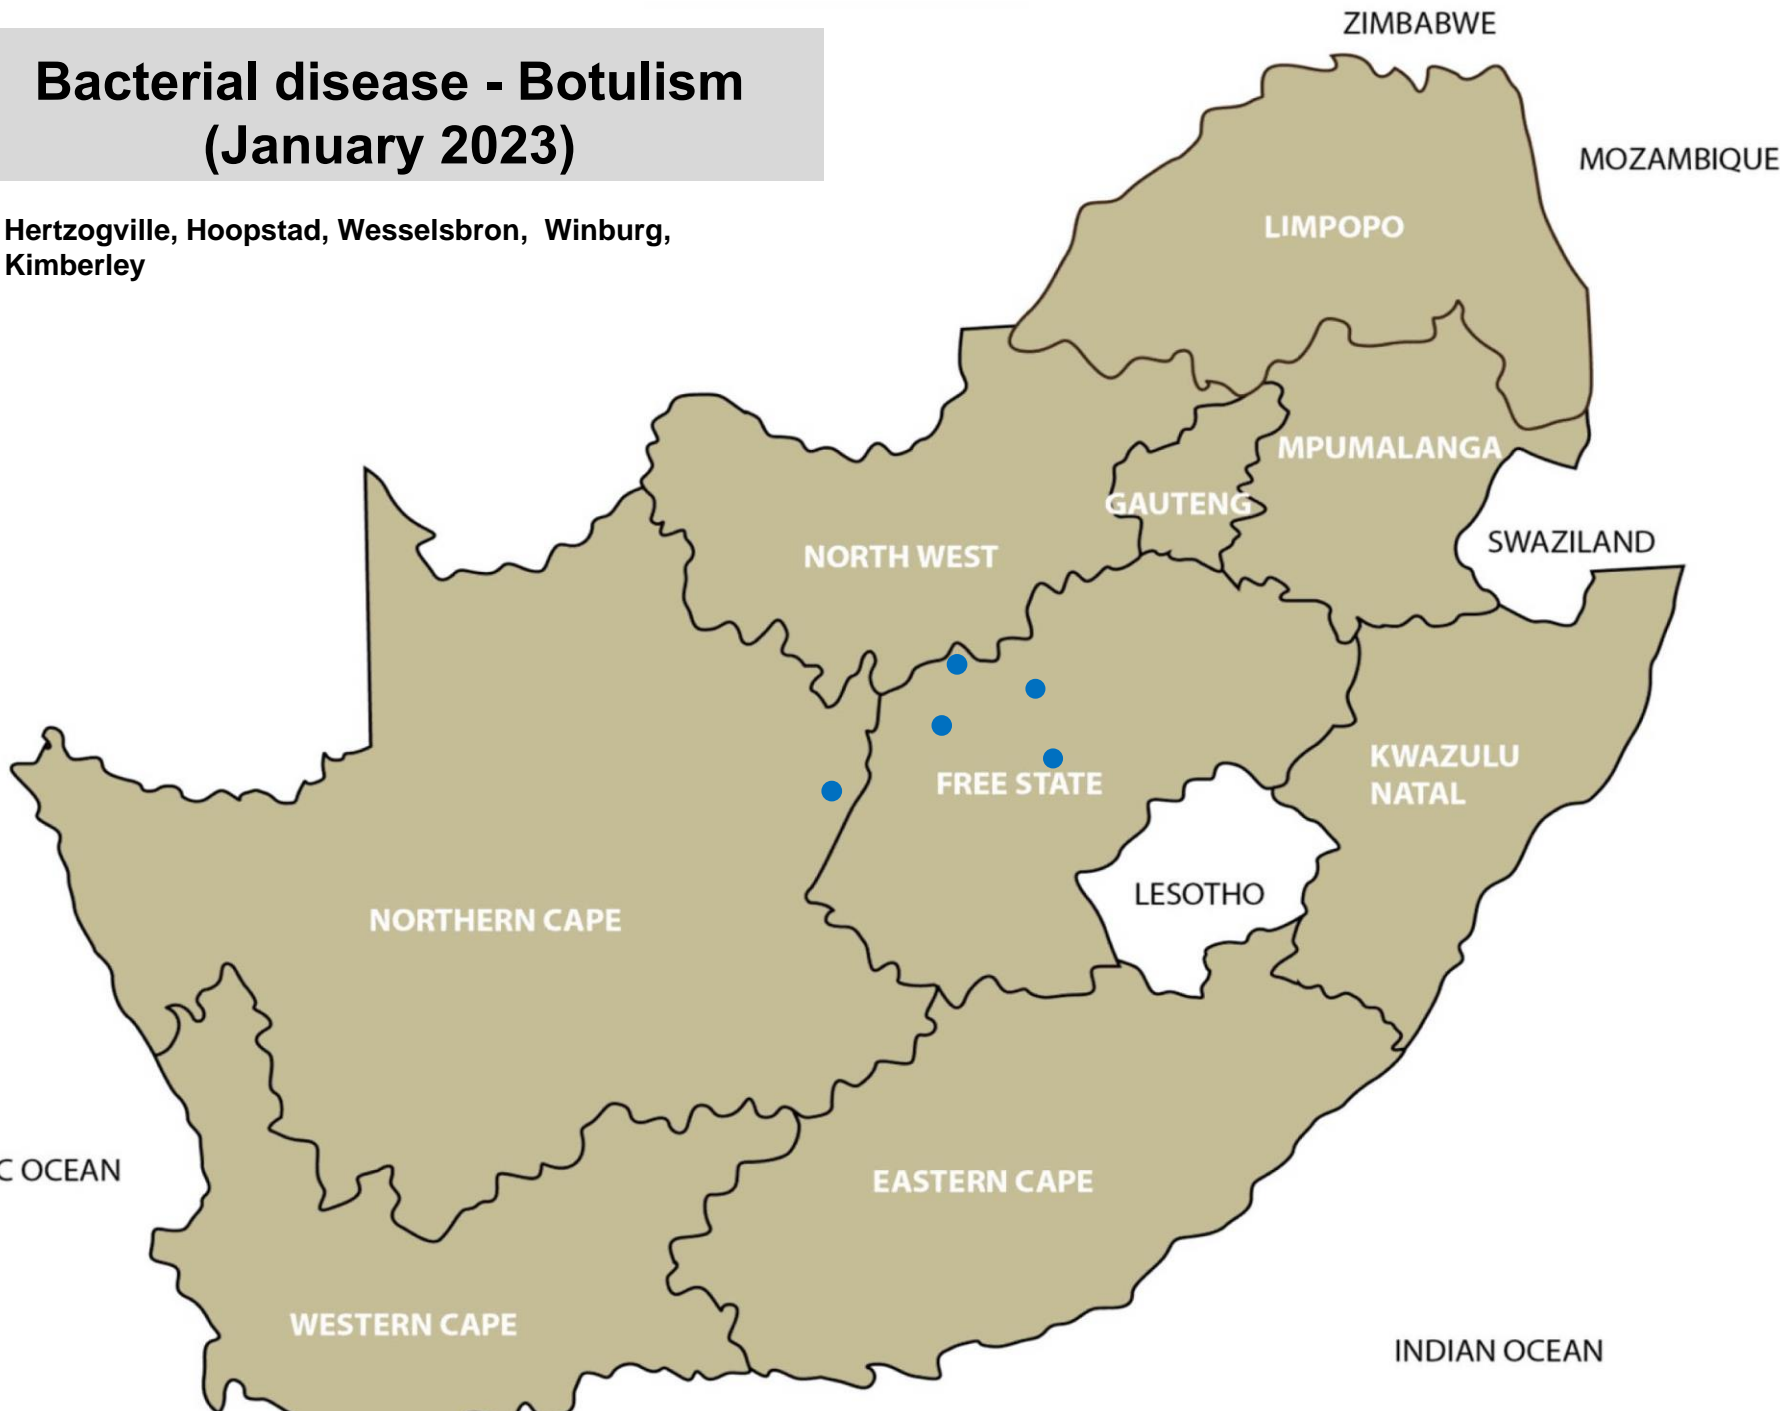 ZIMBABWE
Bacterial disease - Botulism
(January 2023)
MOZAMBIQUE
Hertzogville, Hoopstad, Wesselsbron, Winburg,
Kimberley
LIMPOPO
MPUMALANGA
GAUTENG
SWAZILAND
NORTH WEST
KWAZULU
NATAL
FREE STATE
LESOTHO
NORTHERN CAPE
C OCEAN
EASTERN CAPE
WESTERN CAPE
INDIAN OCEAN